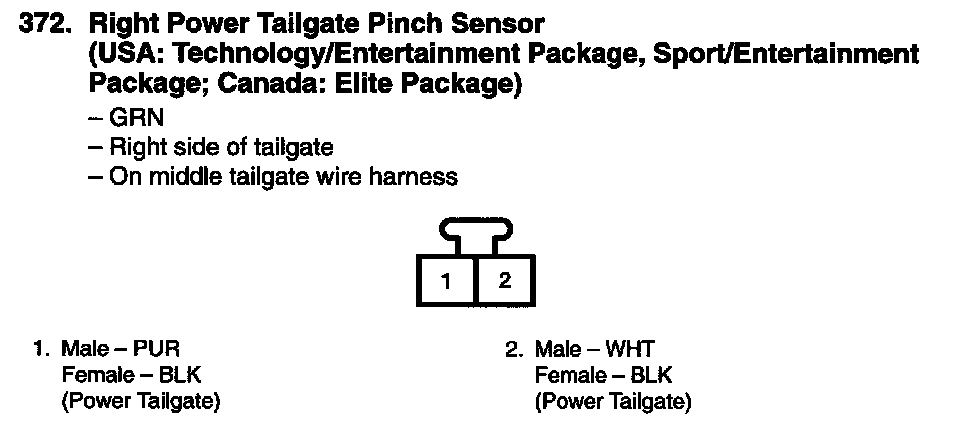 372. Right Power Tailgate Pinch Sensor
(USA: Technology/Entertainment Package, Sport/Entertainment
Package; Canada: Elite Package)
– GRN
– Right side of tailgate
– On middle tailgate wire harness
1 2
1. Male – PUR
Female – BLK
(Power Tailgate)
2. Male – WHT
Female – BLK
(Power Tailgate)